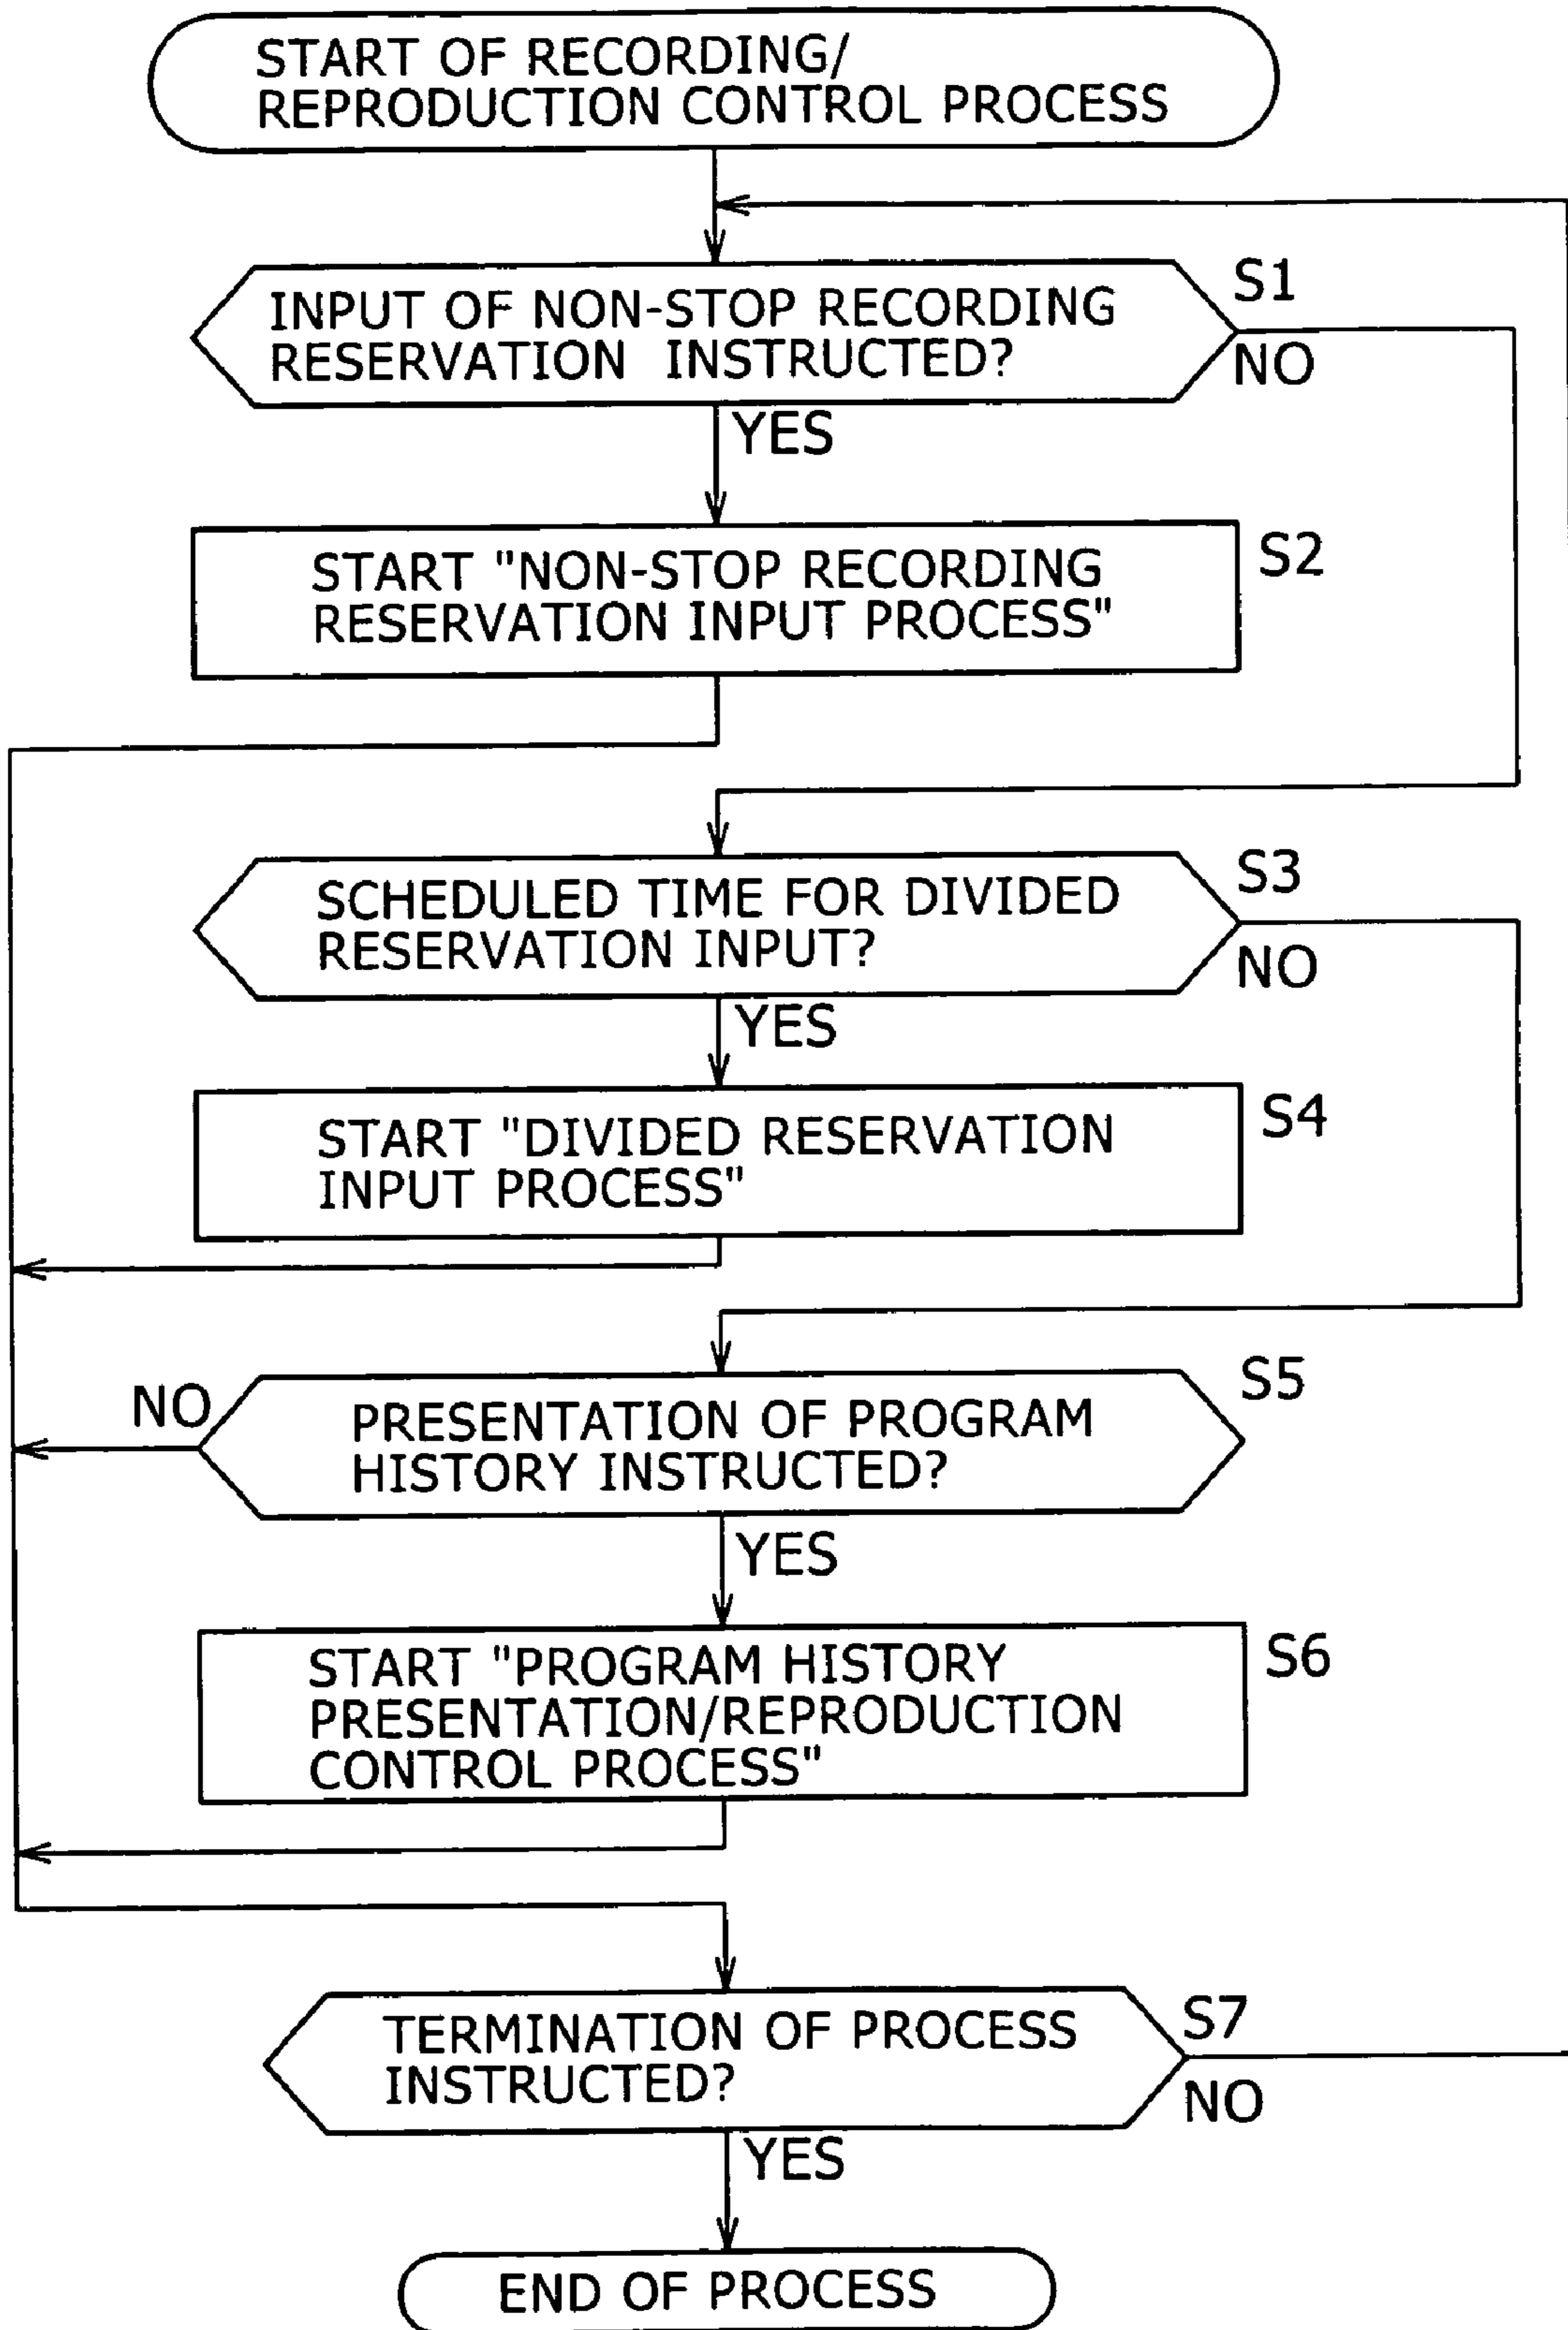 START OF RECORDING/
REPRODUCTION CONTROL PROCESS
S1
INPUT OF NON-STOP RECORDING
RESERVATION INSTRUCTED?
NO
YES
S2
START "NON-STOP RECORDING
RESERVATION INPUT PROCESS"
S3
SCHEDULED TIME FOR DIVIDED
RESERVATION INPUT?
NO
YES
S4
START "DIVIDED RESERVATION
INPUT PROCESS"
S5
NO
PRESENTATION OF PROGRAM
HISTORY INSTRUCTED?
YES
S6
START "PROGRAM HISTORY
PRESENTATION/REPRODUCTION
CONTROL PROCESS"
S7
TERMINATION OF PROCESS
INSTRUCTED?
NO
YES
END OF PROCESS